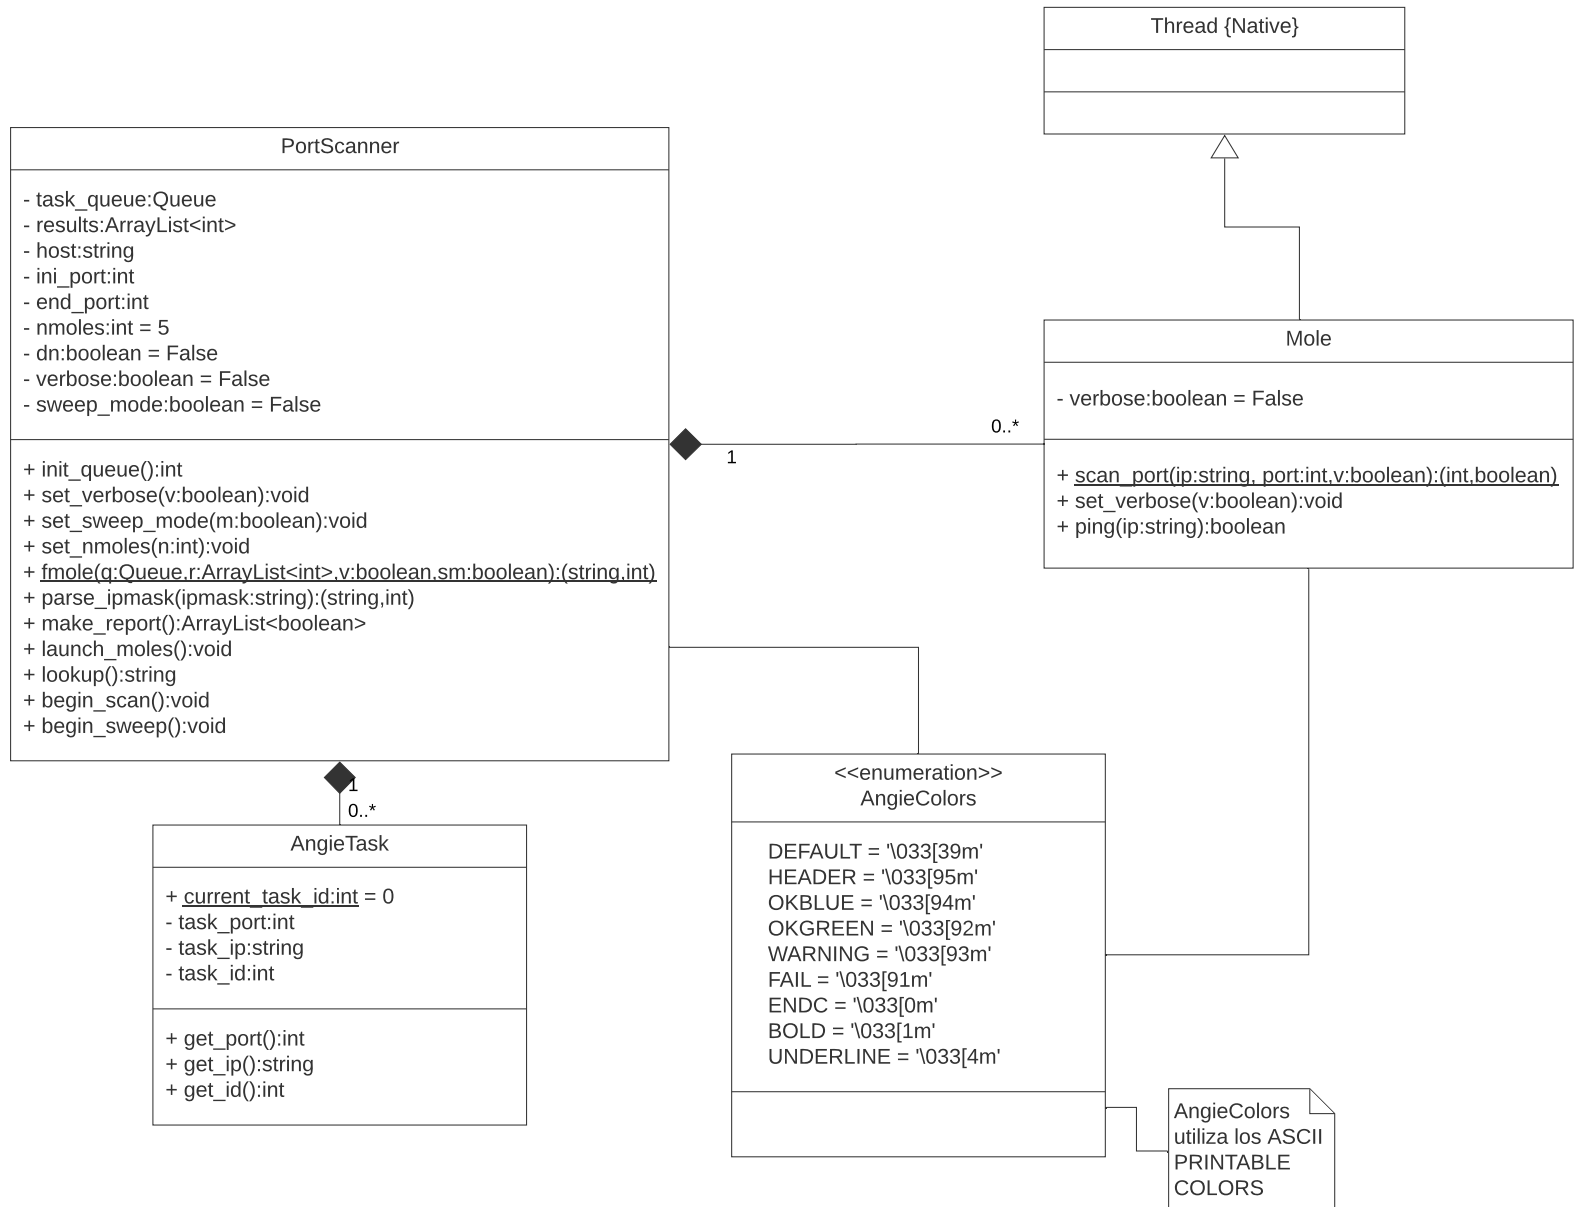 Thread {Native}
PortScanner
- task_queue:Queue
- results:ArrayList<int>
- host:string
- ini_port:int
- end_port:int
- nmoles:int = 5
- dn:boolean = False
- verbose:boolean = False
- sweep_mode:boolean = False
+ init_queue():int
+ set_verbose(v:boolean):void
+ set_sweep_mode(m:boolean):void
+ set_nmoles(n:int):void
+ fmole(q:Queue,r:ArrayList<int>,v:boolean,sm:boolean):(string,int)
+ parse_ipmask(ipmask:string):(string,int)
+ make_report():ArrayList<boolean>
+ launch_moles():void
+ lookup():string
+ begin_scan():void
+ begin_sweep():void
1
0..*
Mole
- verbose:boolean = False
+ scan_port(ip:string, port:int,v:boolean):(int,boolean)
+ set_verbose(v:boolean):void
+ ping(ip:string):boolean
1
0..*
AngieTask
+ current_task_id:int = 0
- task_port:int
- task_ip:string
- task_id:int
+ get_port():int
+ get_ip():string
+ get_id():int
<<enumeration>>
AngieColors
DEFAULT = '\033[39m'
HEADER = '\033[95m'
OKBLUE = '\033[94m'
OKGREEN = '\033[92m'
WARNING = '\033[93m'
FAIL = '\033[91m'
ENDC = '\033[0m'
BOLD = '\033[1m'
UNDERLINE = '\033[4m'
AngieColors
utiliza los ASCII
PRINTABLE
COLORS